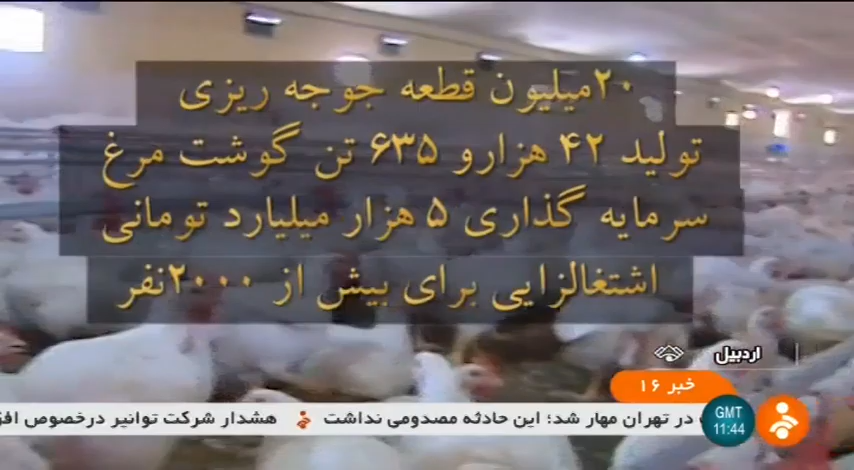 ۲۰میلیون قطعه جوجه ریزی
تولید ۴۲ هزارو ۶۳۵ تن گوشت مرغ
سرمایه گذاری ۵ هزار میلیارد تومانی
اشتغالزایی برای بیش از ۲۰۰۰نفر
اردبیل
خبر ۱۶
در تهران مهار شد؛ این حادثه مصدومی نداشت هشدار شرکت توانیر درخصوص
GMT
11:44